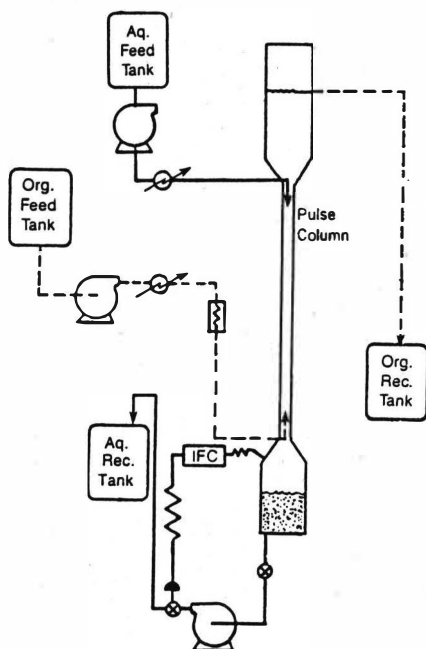 Aq.
Feed
Tank
Org.
Feed
Tank
Pulse
Column
Org.
Rec.
Tank
Aq.
Rec.
Tank
IFC